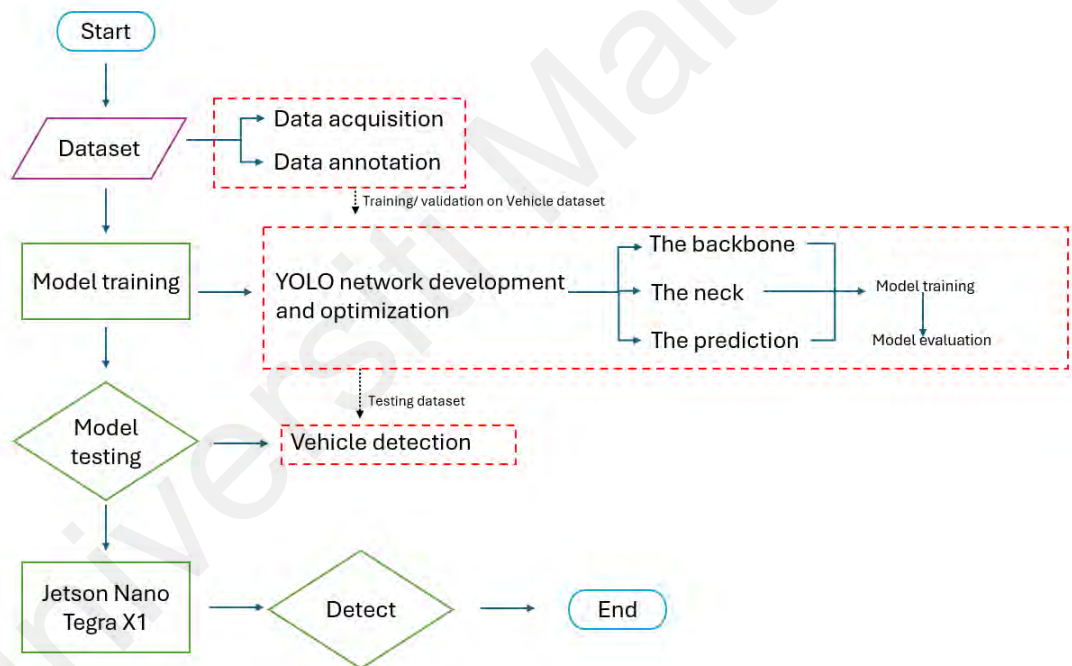 Start
Dataset
Data acquisition
Data annotation
Training/ validation on Vehicle dataset
Model training
YOLO network development
and optimization
The backbone
The neck
The prediction
Model training
Model evaluation
Testing dataset
Model
testing
Vehicle detection
Jetson Nano
Tegra X1
Detect
End